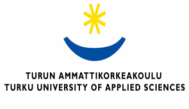 TURUN AMMATTIKORKEAKOULU
TURKU UNIVERSITY OF APPLIED SCIENCES